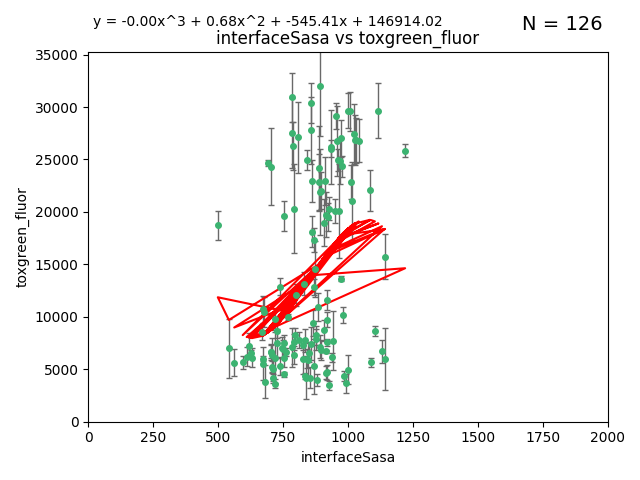 y = -0.00x^3 + 0.68x^2 + -545.41x + 146914.02
N = 126
interfaceSasa vs toxgreen_fluor
35000
30000
25000
20000
15000
10000
5000
0
toxgreen_fluor
0 250 500 750 1000 1250 1500 1750 2000
interfaceSasa